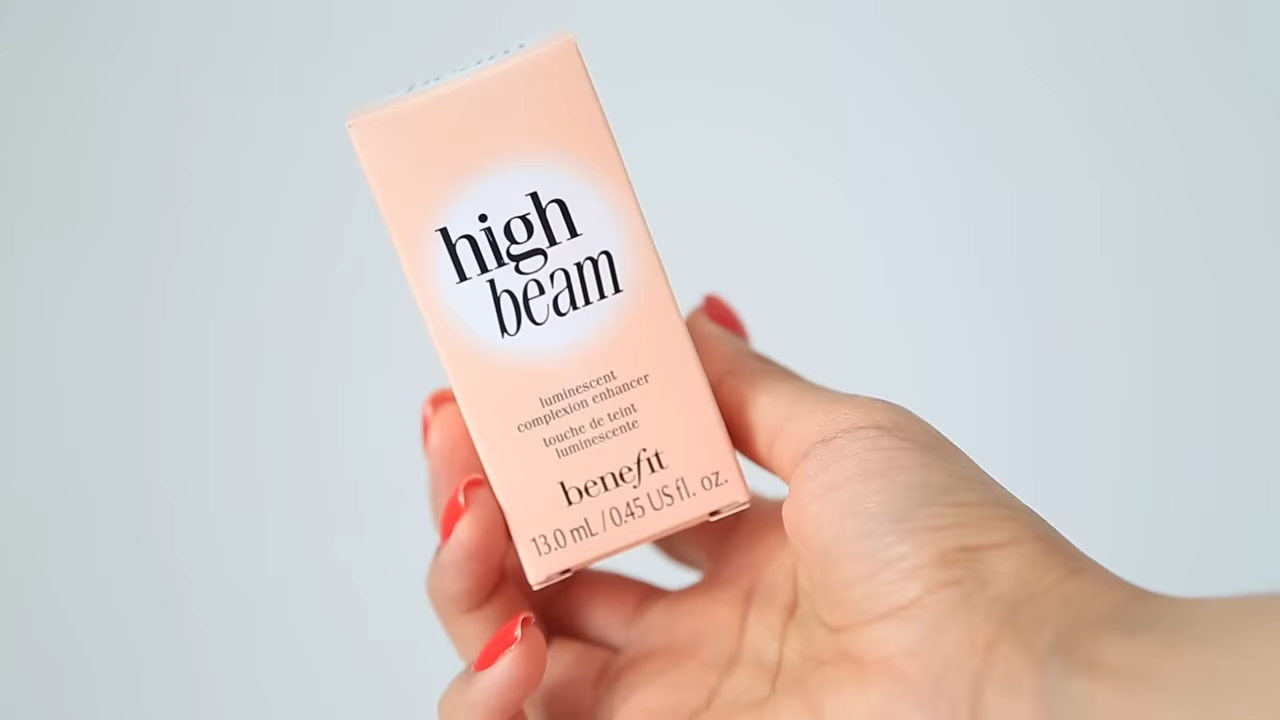 high
beam
luminescent
complexion enhancer
touche de teint
luminescente
benefit
13.0 mL / 0.45 US fl. oz.